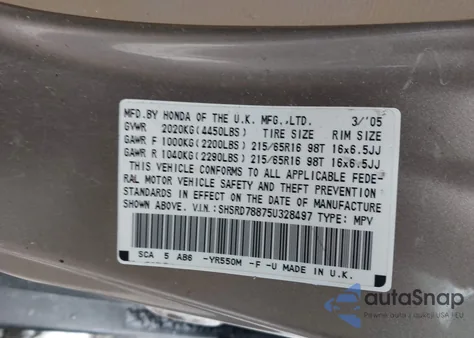 MFD.BY HONDA OF THE U.K. MFG.,LTD. 3/'05
GVWR 2020KG(4450LBS) TIRE SIZE RIM SIZE
GAWR F 1000KG(2200LBS) 215/65R16 98T 16x6.5JJ
GAWR R 1040KG(2290LBS) 215/65R16 98T 16x6.5JJ
THIS VEHICLE CONFORMS TO ALL APPLICABLE FEDE-
RAL MOTOR VEHICLE SAFETY AND THEFT PREVENTION
STANDARDS IN EFFECT ON THE DATE OF MANUFACTURE
SHOWN ABOVE. V.I.N.:SHSRD78875U328497 TYPE: MPV
SCA 5 AB6 -YR550M -F -U MADE IN U.K.
autoSnap